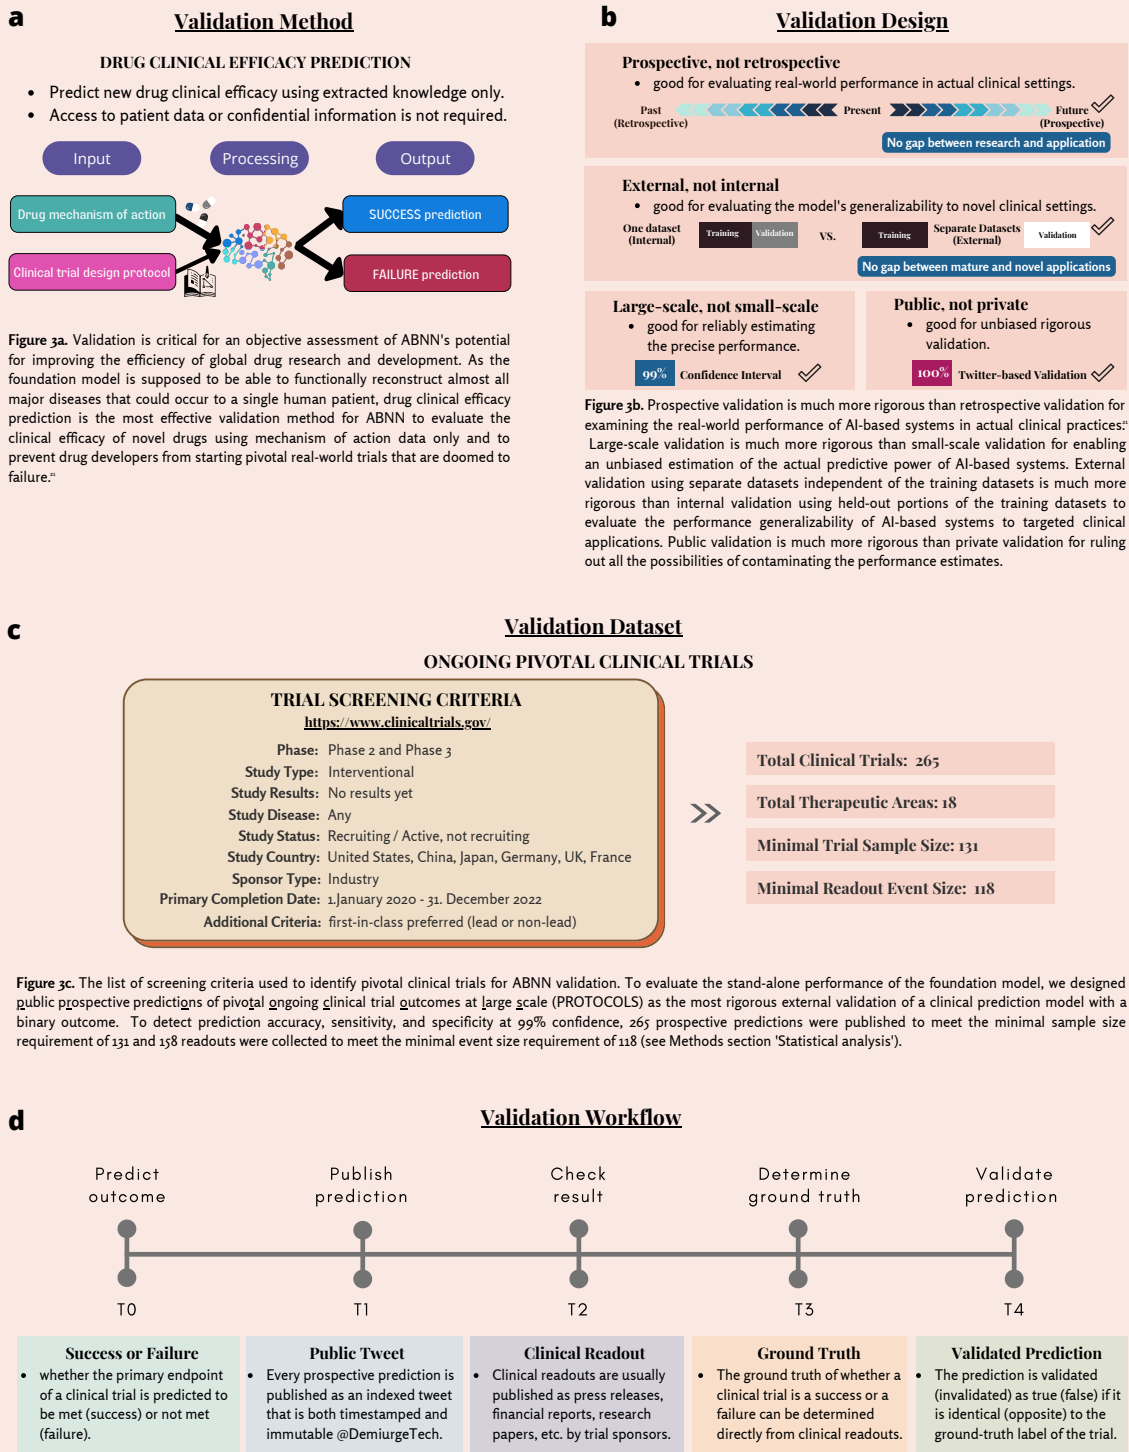 a
Validation Method
DRUG CLINICAL EFFICACY PREDICTION
• Predict new drug clinical efficacy using extracted knowledge only.
• Access to patient data or confidential information is not required.
Input
Processing
Output
Drug mechanism of action
SUCCESS prediction
Clinical trial design protocol
FAILURE prediction
Figure 3a. Validation is critical for an objective assessment of ABNN's potential
for improving the efficiency of global drug research and development. As the
foundation model is supposed to be able to functionally reconstruct almost all
major diseases that could occur to a single human patient, drug clinical efficacy
prediction is the most effective validation method for ABNN to evaluate the
clinical efficacy of novel drugs using mechanism of action data only and to
prevent drug developers from starting pivotal real-world trials that are doomed to
failure.
b
Validation Design
Prospective, not retrospective
• good for evaluating real-world performance in actual clinical settings.
Past
(Retrospective)
Present
Future
(Prospective)
No gap between research and application
External, not internal
• good for evaluating the model's generalizability to novel clinical settings.
One dataset
(Internal)
Training
Validation
VS.
Training
Separate Datasets
(External)
Validation
No gap between mature and novel applications
Large-scale, not small-scale
• good for reliably estimating
the precise performance.
99% Confidence Interval
Public, not private
• good for unbiased rigorous
validation.
100% Twitter-based Validation
Figure 3b. Prospective validation is much more rigorous than retrospective validation for
examining the real-world performance of AI-based systems in actual clinical practices.
Large-scale validation is much more rigorous than small-scale validation for enabling
an unbiased estimation of the actual predictive power of AI-based systems. External
validation using separate datasets independent of the training datasets is much more
rigorous than internal validation using held-out portions of the training datasets to
evaluate the performance generalizability of AI-based systems to targeted clinical
applications. Public validation is much more rigorous than private validation for ruling
out all the possibilities of contaminating the performance estimates.
c
Validation Dataset
ONGOING PIVOTAL CLINICAL TRIALS
TRIAL SCREENING CRITERIA
https://www.clinicaltrials.gov/
Phase: Phase 2 and Phase 3
Study Type: Interventional
Study Results: No results yet
Study Disease: Any
Study Status: Recruiting / Active, not recruiting
Study Country: United States, China, Japan, Germany, UK, France
Sponsor Type: Industry
Primary Completion Date: 1.January 2020 - 31. December 2022
Additional Criteria: first-in-class preferred (lead or non-lead)
Total Clinical Trials: 265
Total Therapeutic Areas: 18
Minimal Trial Sample Size: 131
Minimal Readout Event Size: 118
Figure 3c. The list of screening criteria used to identify pivotal clinical trials for ABNN validation. To evaluate the stand-alone performance of the foundation model, we designed
public prospective predictions of pivotal ongoing clinical trial outcomes at large scale (PROTOCOLS) as the most rigorous external validation of a clinical prediction model with a
binary outcome. To detect prediction accuracy, sensitivity, and specificity at 99% confidence, 265 prospective predictions were published to meet the minimal sample size
requirement of 131 and 158 readouts were collected to meet the minimal event size requirement of 118 (see Methods section 'Statistical analysis').
d
Validation Workflow
Predict
outcome
Publish
prediction
Check
result
Determine
ground truth
Validate
prediction
T0
T1
T2
T3
T4
Success or Failure
• whether the primary endpoint
of a clinical trial is predicted to
be met (success) or not met
(failure).
Public Tweet
• Every prospective prediction is
published as an indexed tweet
that is both timestamped and
immutable @DemiurgeTech.
Clinical Readout
• Clinical readouts are usually
published as press releases,
financial reports, research
papers, etc. by trial sponsors.
Ground Truth
• The ground truth of whether a
clinical trial is a success or a
failure can be determined
directly from clinical readouts.
Validated Prediction
• The prediction is validated
(invalidated) as true (false) if it
is identical (opposite) to the
ground-truth label of the trial.